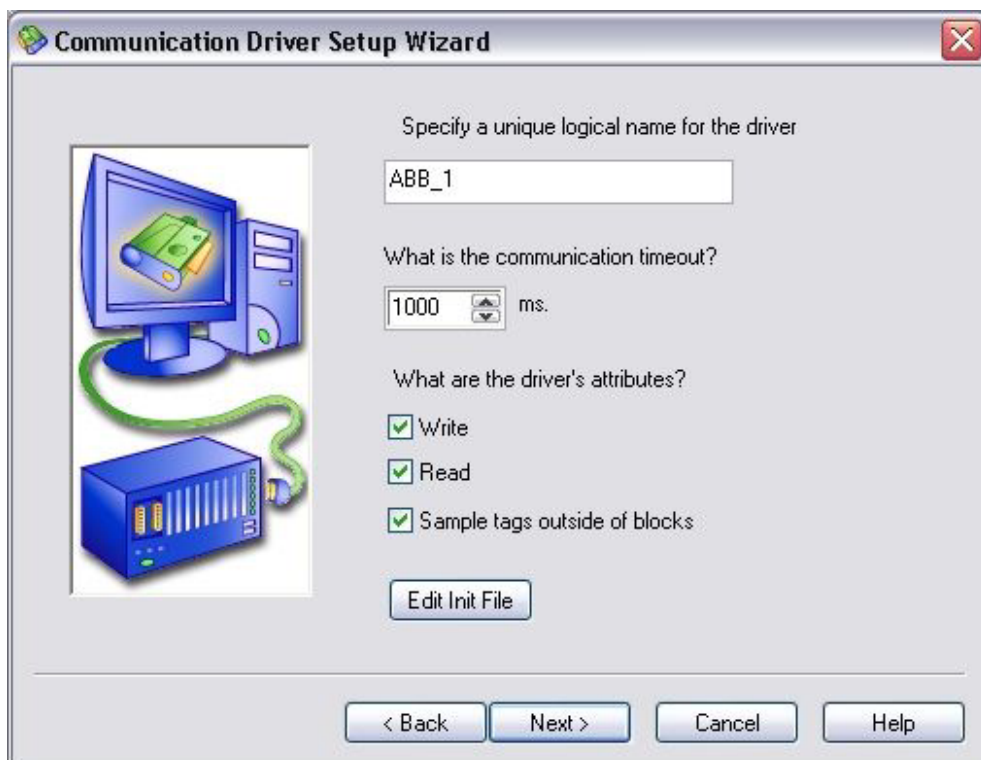 Communication Driver Setup Wizard
Specify a unique logical name for the driver
ABB_1
What is the communication timeout?
1000 ms.
What are the driver's attributes?
Write
Read
Sample tags outside of blocks
Edit Init File
< Back Next > Cancel Help